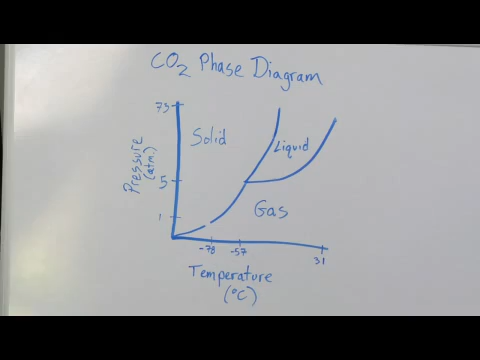 CO2 Phase Diagram
75
Solid
Liquid
Pressure
(atm.)
5
Gas
1
-78 -57 31
Temperature
(°C)